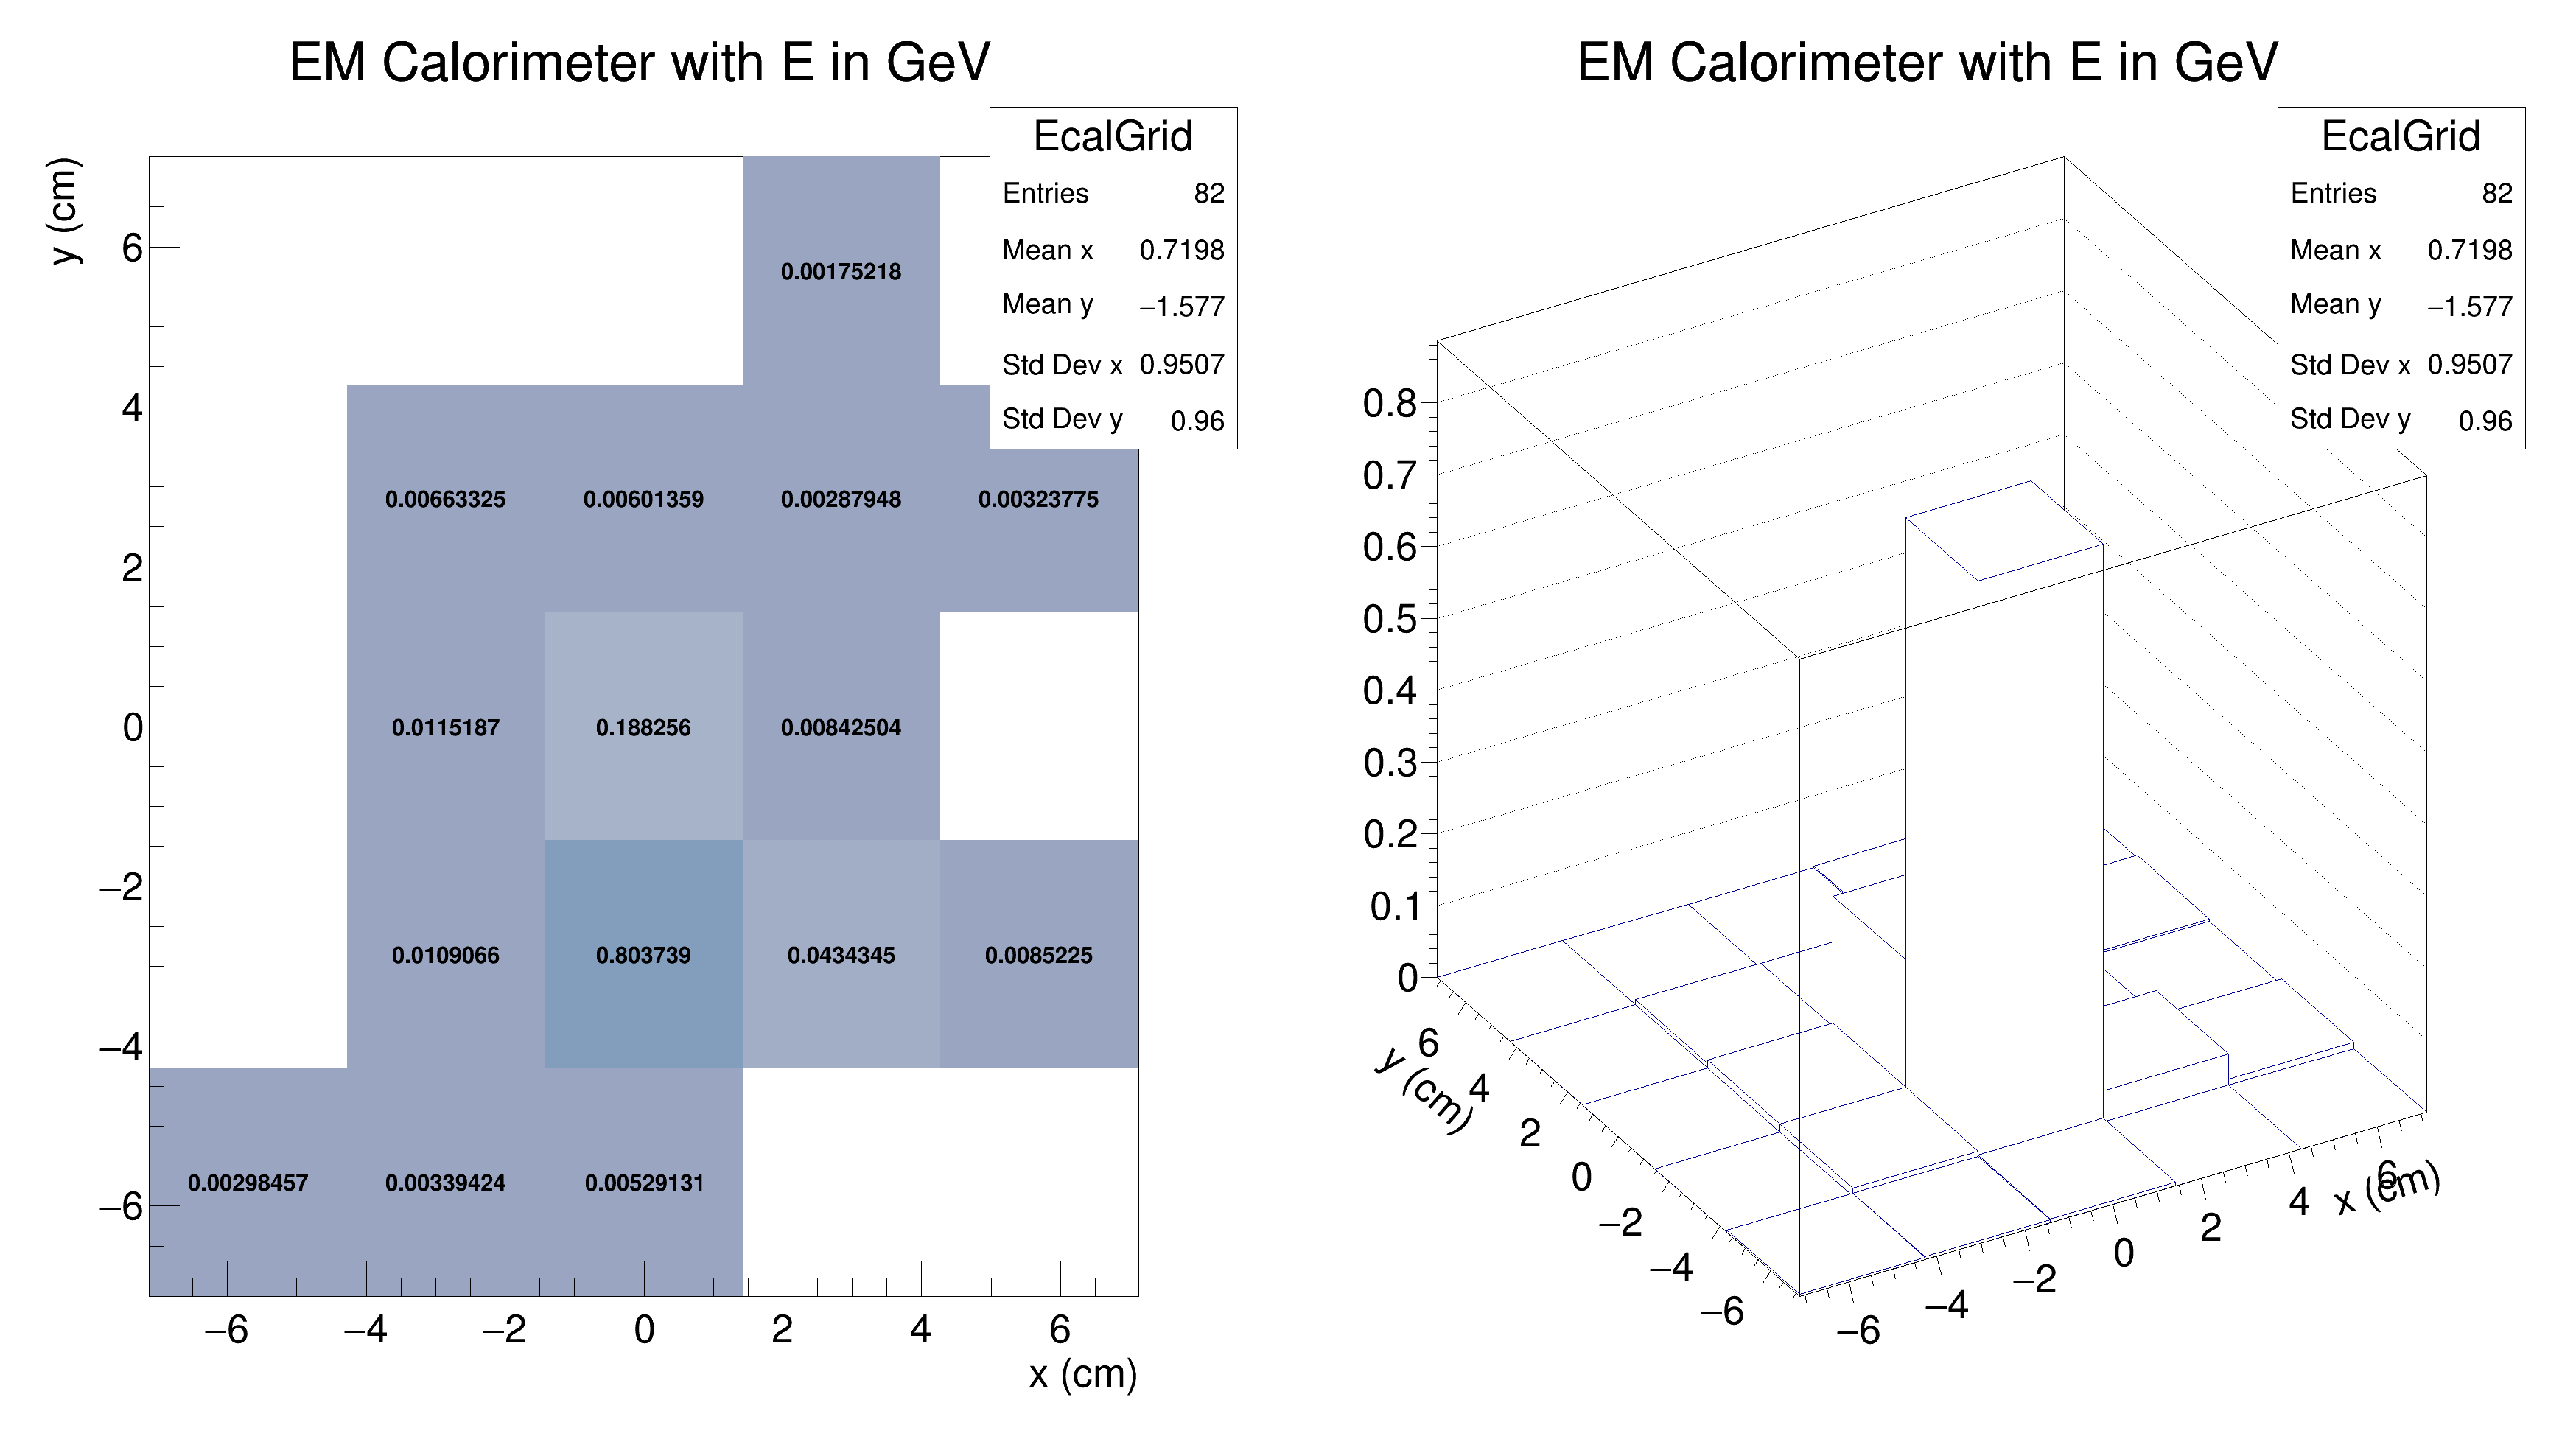 EM Calorimeter with E in GeV
EcalGrid
Entries 82
Mean x 0.7198
Mean y −1.577
Std Dev x 0.9507
Std Dev y 0.96
y (cm)
6
4
2
0
−2
−4
−6
0.00175218
0.00663325 0.00601359 0.00287948 0.00323775
0.0115187 0.188256 0.00842504
0.0109066 0.803739 0.0434345 0.0085225
0.00298457 0.00339424 0.00529131
−6 −4 −2 0 2 4 6
x (cm)
EM Calorimeter with E in GeV
EcalGrid
Entries 82
Mean x 0.7198
Mean y −1.577
Std Dev x 0.9507
Std Dev y 0.96
0.8
0.7
0.6
0.5
0.4
0.3
0.2
0.1
0
6
4
2
0
−2
−4
−6
y (cm)
−6
−4
−2
0
2
4
6
x (cm)